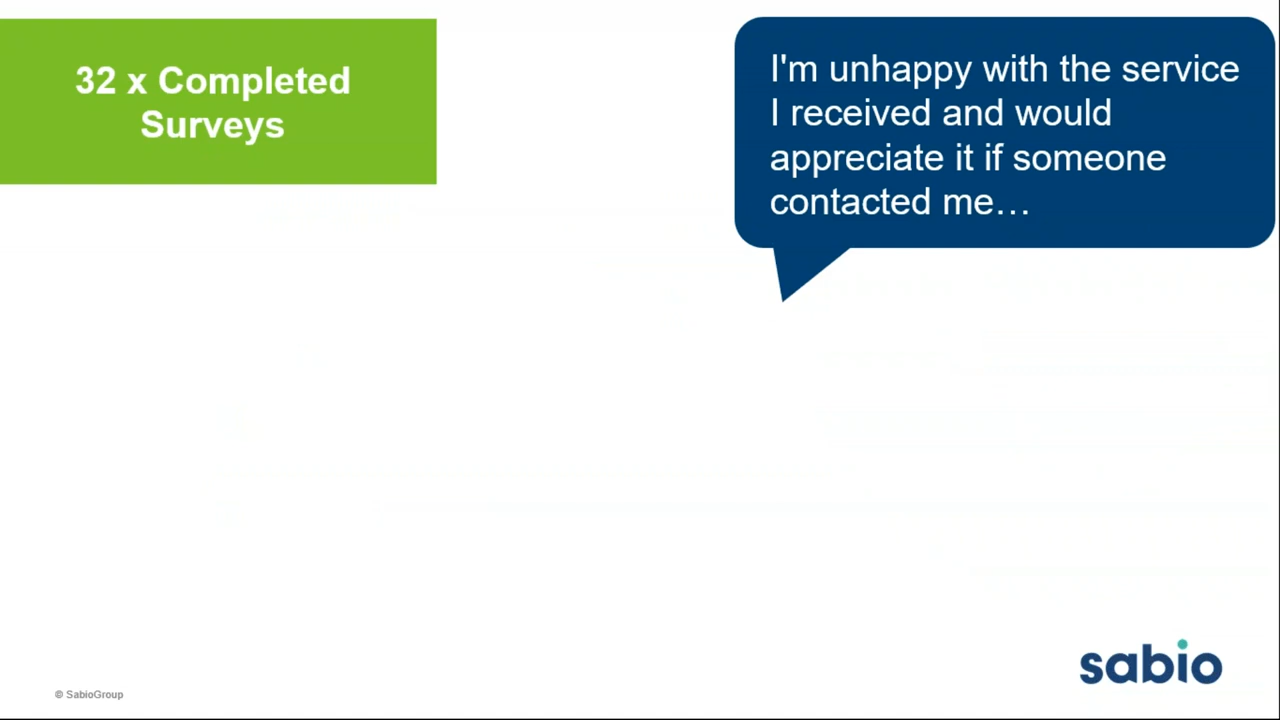 32 x Completed
Surveys
I'm unhappy with the service
I received and would
appreciate it if someone
contacted me…
sabio
© SabioGroup